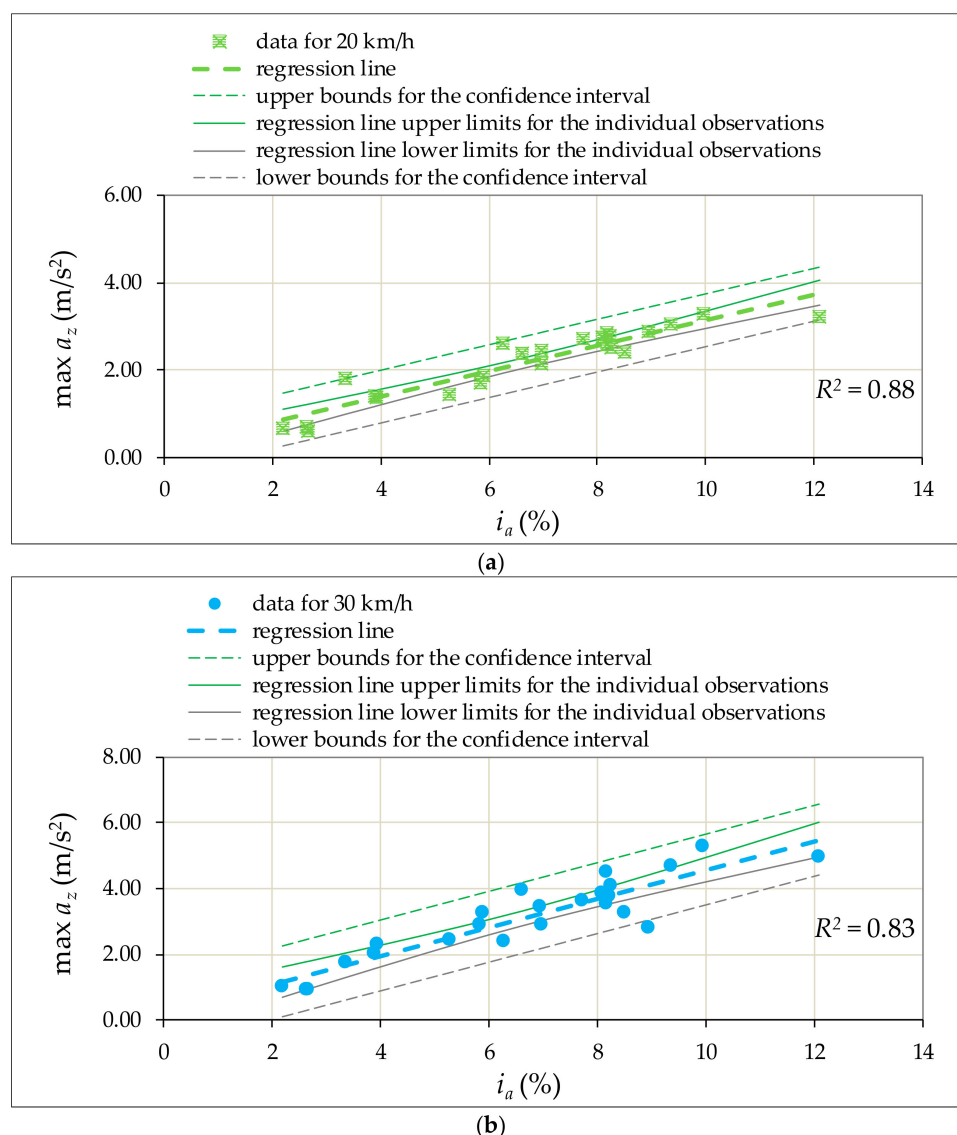 data for 20 km/h
regression line
upper bounds for the confidence interval
regression line upper limits for the individual observations
regression line lower limits for the individual observations
lower bounds for the confidence interval
6.00
4.00
2.00
0.00
max a_z (m/s²)
R² = 0.88
0 2 4 6 8 10 12 14
i_a (%)
(a)
data for 30 km/h
regression line
upper bounds for the confidence interval
regression line upper limits for the individual observations
regression line lower limits for the individual observations
lower bounds for the confidence interval
8.00
6.00
4.00
2.00
0.00
max a_z (m/s²)
R² = 0.83
0 2 4 6 8 10 12 14
i_a (%)
(b)